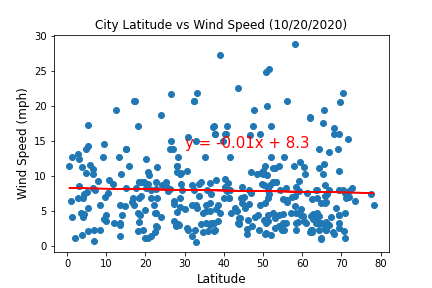 City Latitude vs Wind Speed (10/20/2020)
30
25
20
15
10
5
0
Wind Speed (mph)
y = -0.01x + 8.3
0 10 20 30 40 50 60 70 80
Latitude